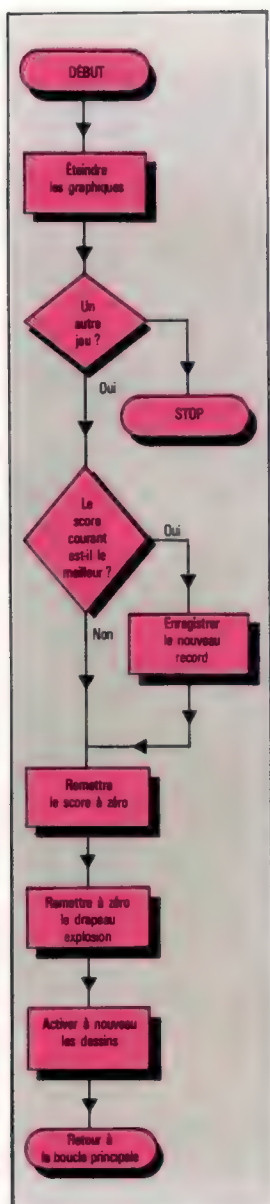 DÉBUT
Éteindre
les graphiques
Un
autre
jeu ?
Oui
STOP
Le
score
courant
est-il le
meilleur ?
Oui
Non
Enregistrer
le nouveau
record
Remettre
le score à zéro
Remettre à zéro
le drapeau
explosion
Activer à nouveau
les dessins
Retour à
la boucle principale